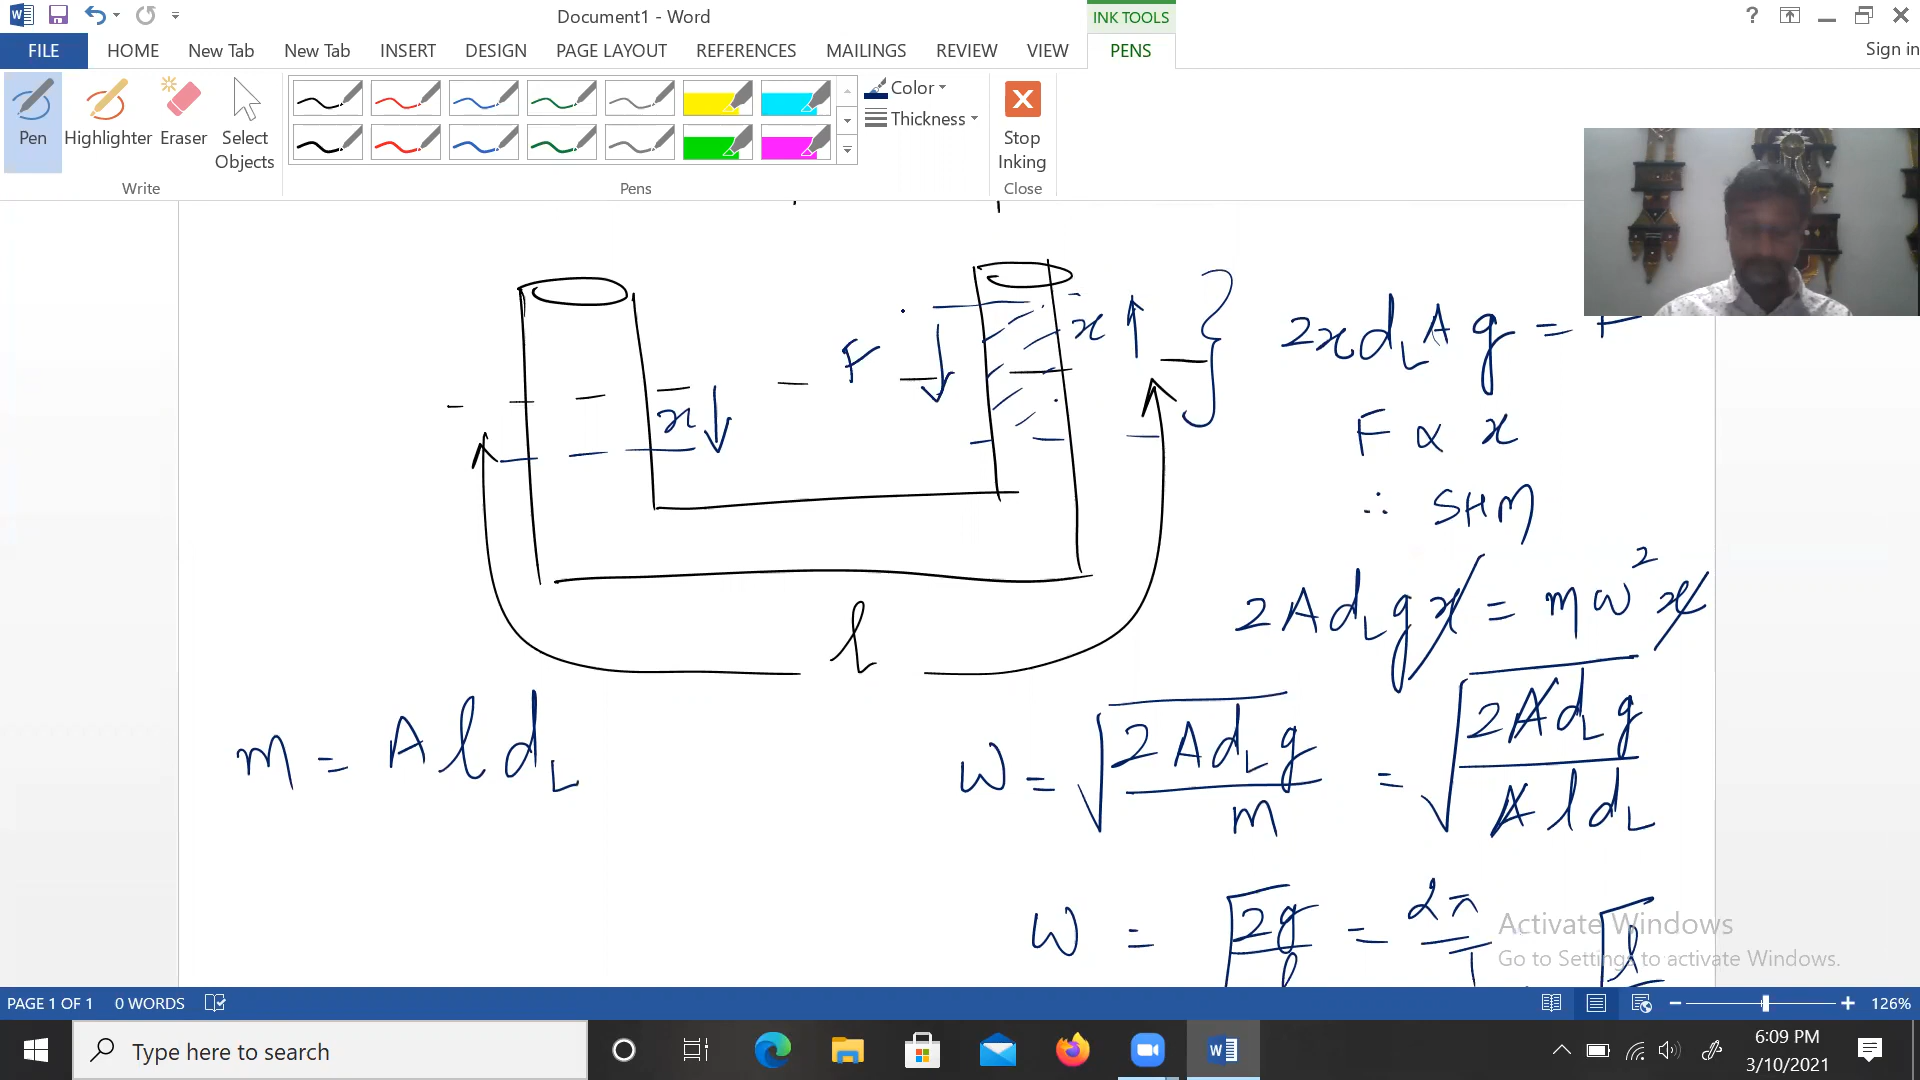 Document1 - Word
INK TOOLS
?
FILE HOME New Tab New Tab INSERT DESIGN PAGE LAYOUT REFERENCES MAILINGS REVIEW VIEW PENS
Sign in
Pen Highlighter Eraser Select Objects
Color
Thickness
Stop Inking
Write Pens Close
F x x
2xd_L A g = F
F ∝ x
∴ SHM
2Ad_L g x = mω² x
l
m = A l d_L
ω = √(2Ad_L g / m) = √(2Ad_L g / A l d_L)
ω = √(2g / l) = 2π / T √l
Activate Windows
Go to Settings to activate Windows.
PAGE 1 OF 1 0 WORDS 126%
Type here to search
6:09 PM
3/10/2021